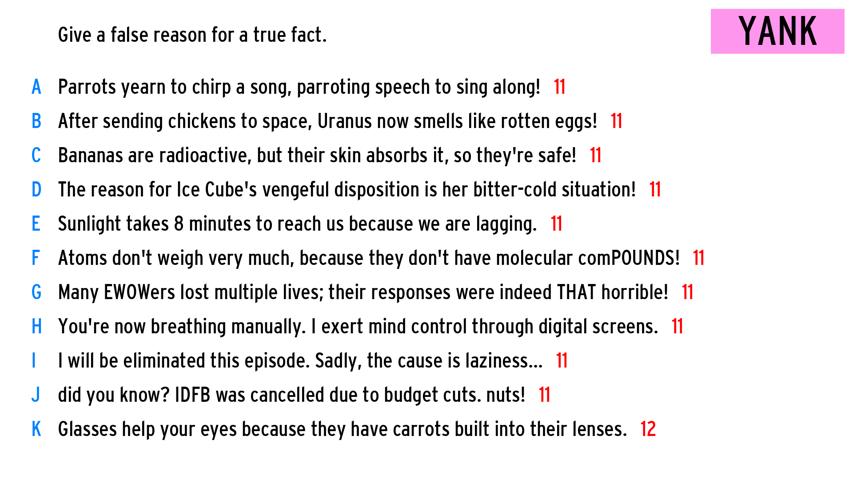 Give a false reason for a true fact.
YANK
A Parrots yearn to chirp a song, parroting speech to sing along! 11
B After sending chickens to space, Uranus now smells like rotten eggs! 11
C Bananas are radioactive, but their skin absorbs it, so they're safe! 11
D The reason for Ice Cube's vengeful disposition is her bitter-cold situation! 11
E Sunlight takes 8 minutes to reach us because we are lagging. 11
F Atoms don't weigh very much, because they don't have molecular comPOUNDS! 11
G Many EWOWers lost multiple lives; their responses were indeed THAT horrible! 11
H You're now breathing manually. I exert mind control through digital screens. 11
I I will be eliminated this episode. Sadly, the cause is laziness... 11
J did you know? IDFB was cancelled due to budget cuts. nuts! 11
K Glasses help your eyes because they have carrots built into their lenses. 12